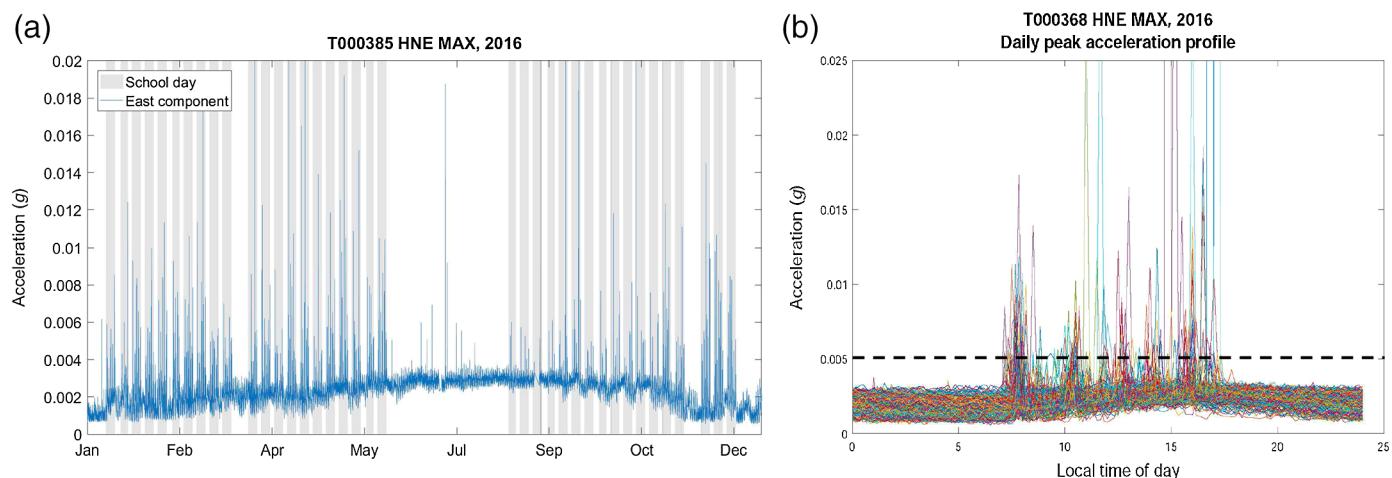 (a)
T000385 HNE MAX, 2016
School day
East component
Acceleration (g)
0.02
0.018
0.016
0.014
0.012
0.01
0.008
0.006
0.004
0.002
0
Jan Feb Apr May Jul Sep Oct Dec
(b)
T000368 HNE MAX, 2016
Daily peak acceleration profile
Acceleration (g)
0.025
0.02
0.015
0.01
0.005
0
0 5 10 15 20 25
Local time of day